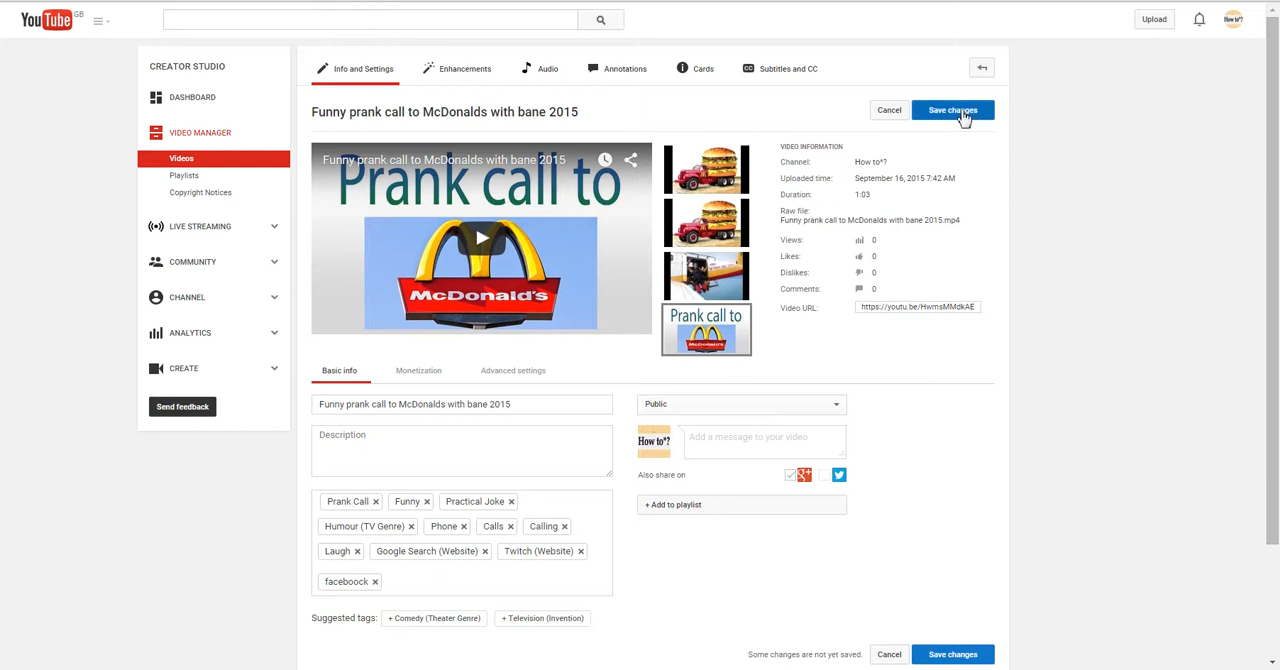 YouTube GB
Upload
How to*?
CREATOR STUDIO
DASHBOARD
VIDEO MANAGER
Videos
Playlists
Copyright Notices
LIVE STREAMING
COMMUNITY
CHANNEL
ANALYTICS
CREATE
Send feedback
Info and Settings
Enhancements
Audio
Annotations
Cards
CC Subtitles and CC
Funny prank call to McDonalds with bane 2015
Cancel
Save changes
Funny prank call to McDonalds with bane 2015
Prank call to
McDonald's
Prank call to
McDonald's
VIDEO INFORMATION
Channel: How to*?
Uploaded time: September 16, 2015 7:42 AM
Duration: 1:03
Raw file:
Funny prank call to McDonalds with bane 2015.mp4
Views: 0
Likes: 0
Dislikes: 0
Comments: 0
Video URL: https://youtu.be/HwmsMMdkAE
Basic info
Monetization
Advanced settings
Funny prank call to McDonalds with bane 2015
Description
Prank Call × Funny × Practical Joke ×
Humour (TV Genre) × Phone × Calls × Calling ×
Laugh × Google Search (Website) × Twitch (Website) ×
faceboock ×
Suggested tags: + Comedy (Theater Genre) + Television (Invention)
Public
How to*?
Add a message to your video
Also share on
g+
+ Add to playlist
Some changes are not yet saved.
Cancel
Save changes